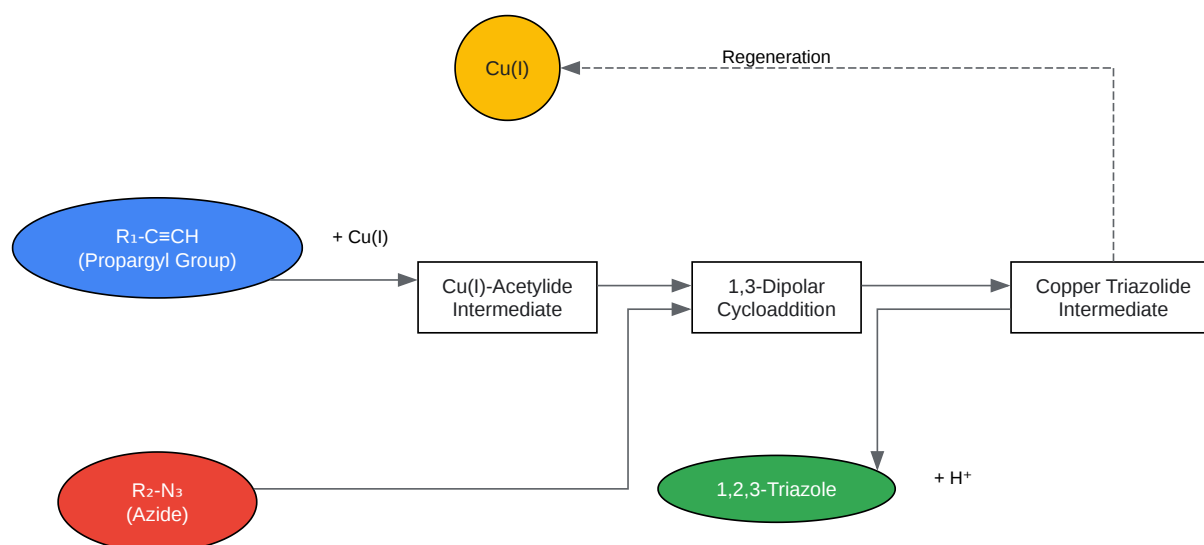 Regeneration
Cu(I)
R₁-C≡CH
(Propargyl Group)
+ Cu(I)
Cu(I)-Acetylide
Intermediate
1,3-Dipolar
Cycloaddition
Copper Triazolide
Intermediate
R₂-N₃
(Azide)
1,2,3-Triazole
+ H⁺